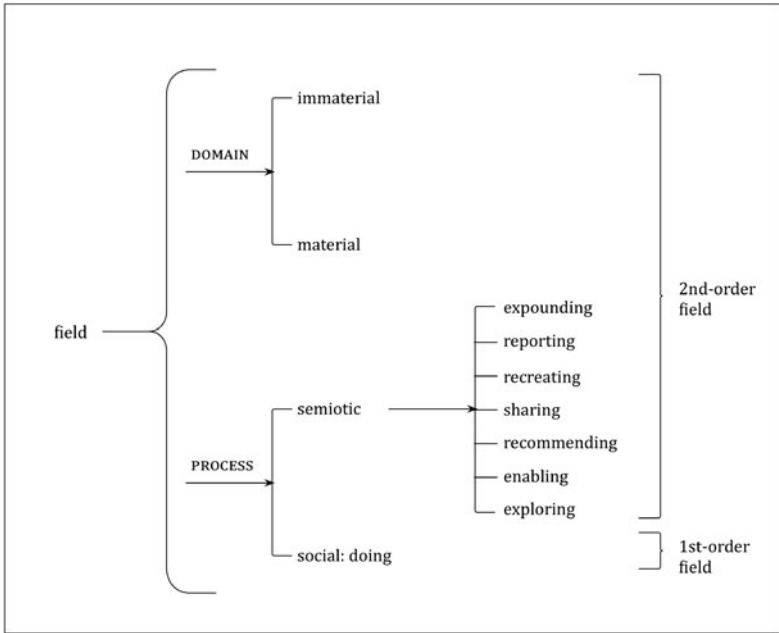 immaterial
DOMAIN
material
2nd-order
field
expounding
reporting
field
recreating
semiotic
sharing
recommending
PROCESS
enabling
exploring
social: doing
1st-order
field